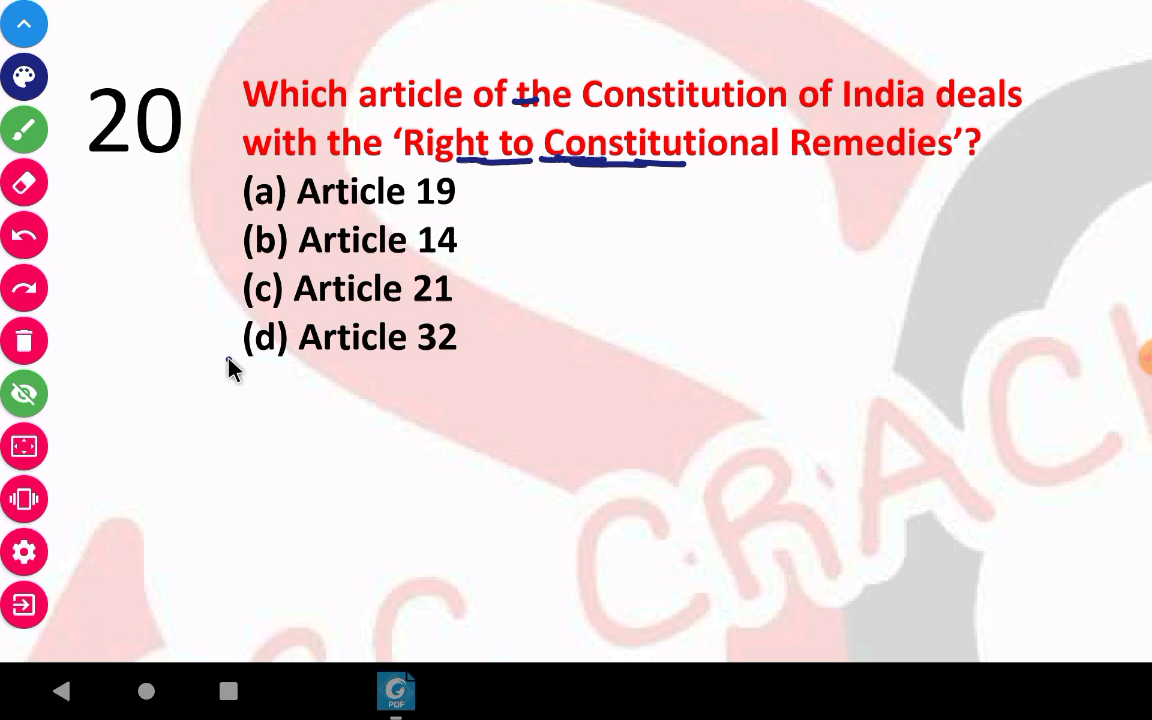 20
Which article of the Constitution of India deals
with the ‘Right to Constitutional Remedies’?
(a) Article 19
(b) Article 14
(c) Article 21
(d) Article 32
PDF